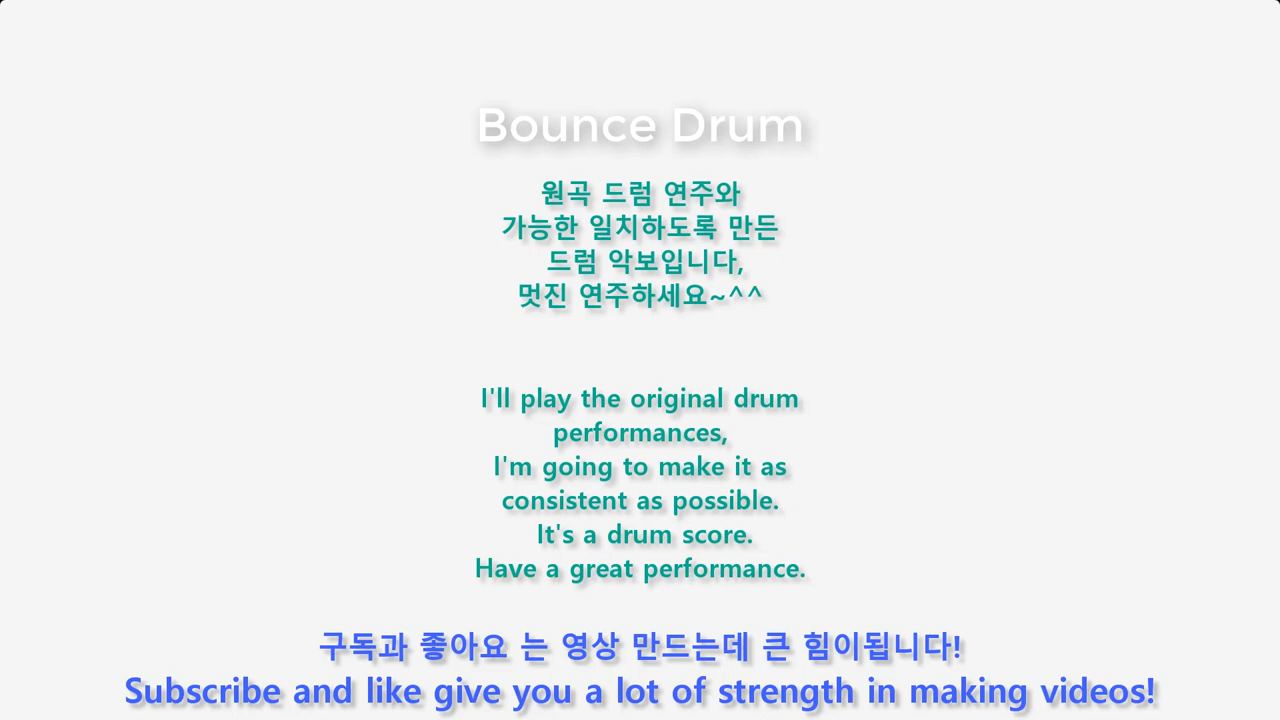 Bounce Drum
원곡 드럼 연주와
가능한 일치하도록 만든
드럼 악보입니다,
멋진 연주하세요~^^
I'll play the original drum
performances,
I'm going to make it as
consistent as possible.
It's a drum score.
Have a great performance.
구독과 좋아요 는 영상 만드는데 큰 힘이됩니다!
Subscribe and like give you a lot of strength in making videos!